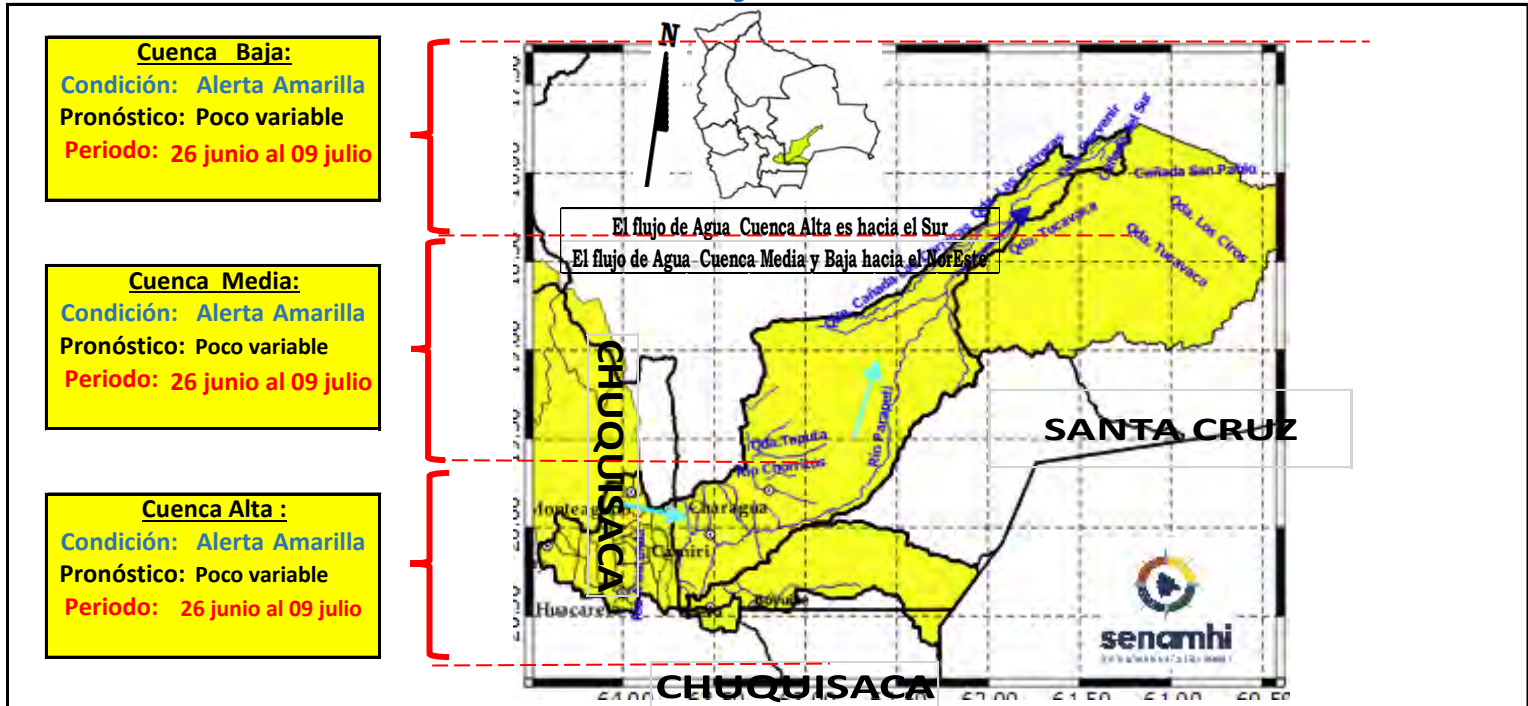 Cuenca Baja:
Condición: Alerta Amarilla
Pronóstico: Poco variable
Periodo: 26 junio al 09 julio
Cuenca Media:
Condición: Alerta Amarilla
Pronóstico: Poco variable
Periodo: 26 junio al 09 julio
Cuenca Alta :
Condición: Alerta Amarilla
Pronóstico: Poco variable
Periodo: 26 junio al 09 julio
N
El flujo de Agua Cuenca Alta es hacia el Sur
El flujo de Agua Cuenca Media y Baja hacia el NorEste
Qda. Las Carreras
Cañada San Pablo
Qda. Los Ciros
Qda. Tucavaca
Qda. Tucavaca
Rio Parapeti
Qda. Taputa
Rio Chorritos
Charagua
Camiri
CHUQUISACA
SANTA CRUZ
senamhi
CHUQUISACA